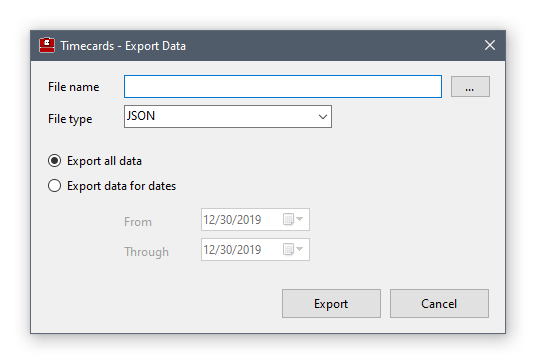 Timecards - Export Data
File name
...
File type JSON
Export all data
Export data for dates
From 12/30/2019
Through 12/30/2019
Export Cancel